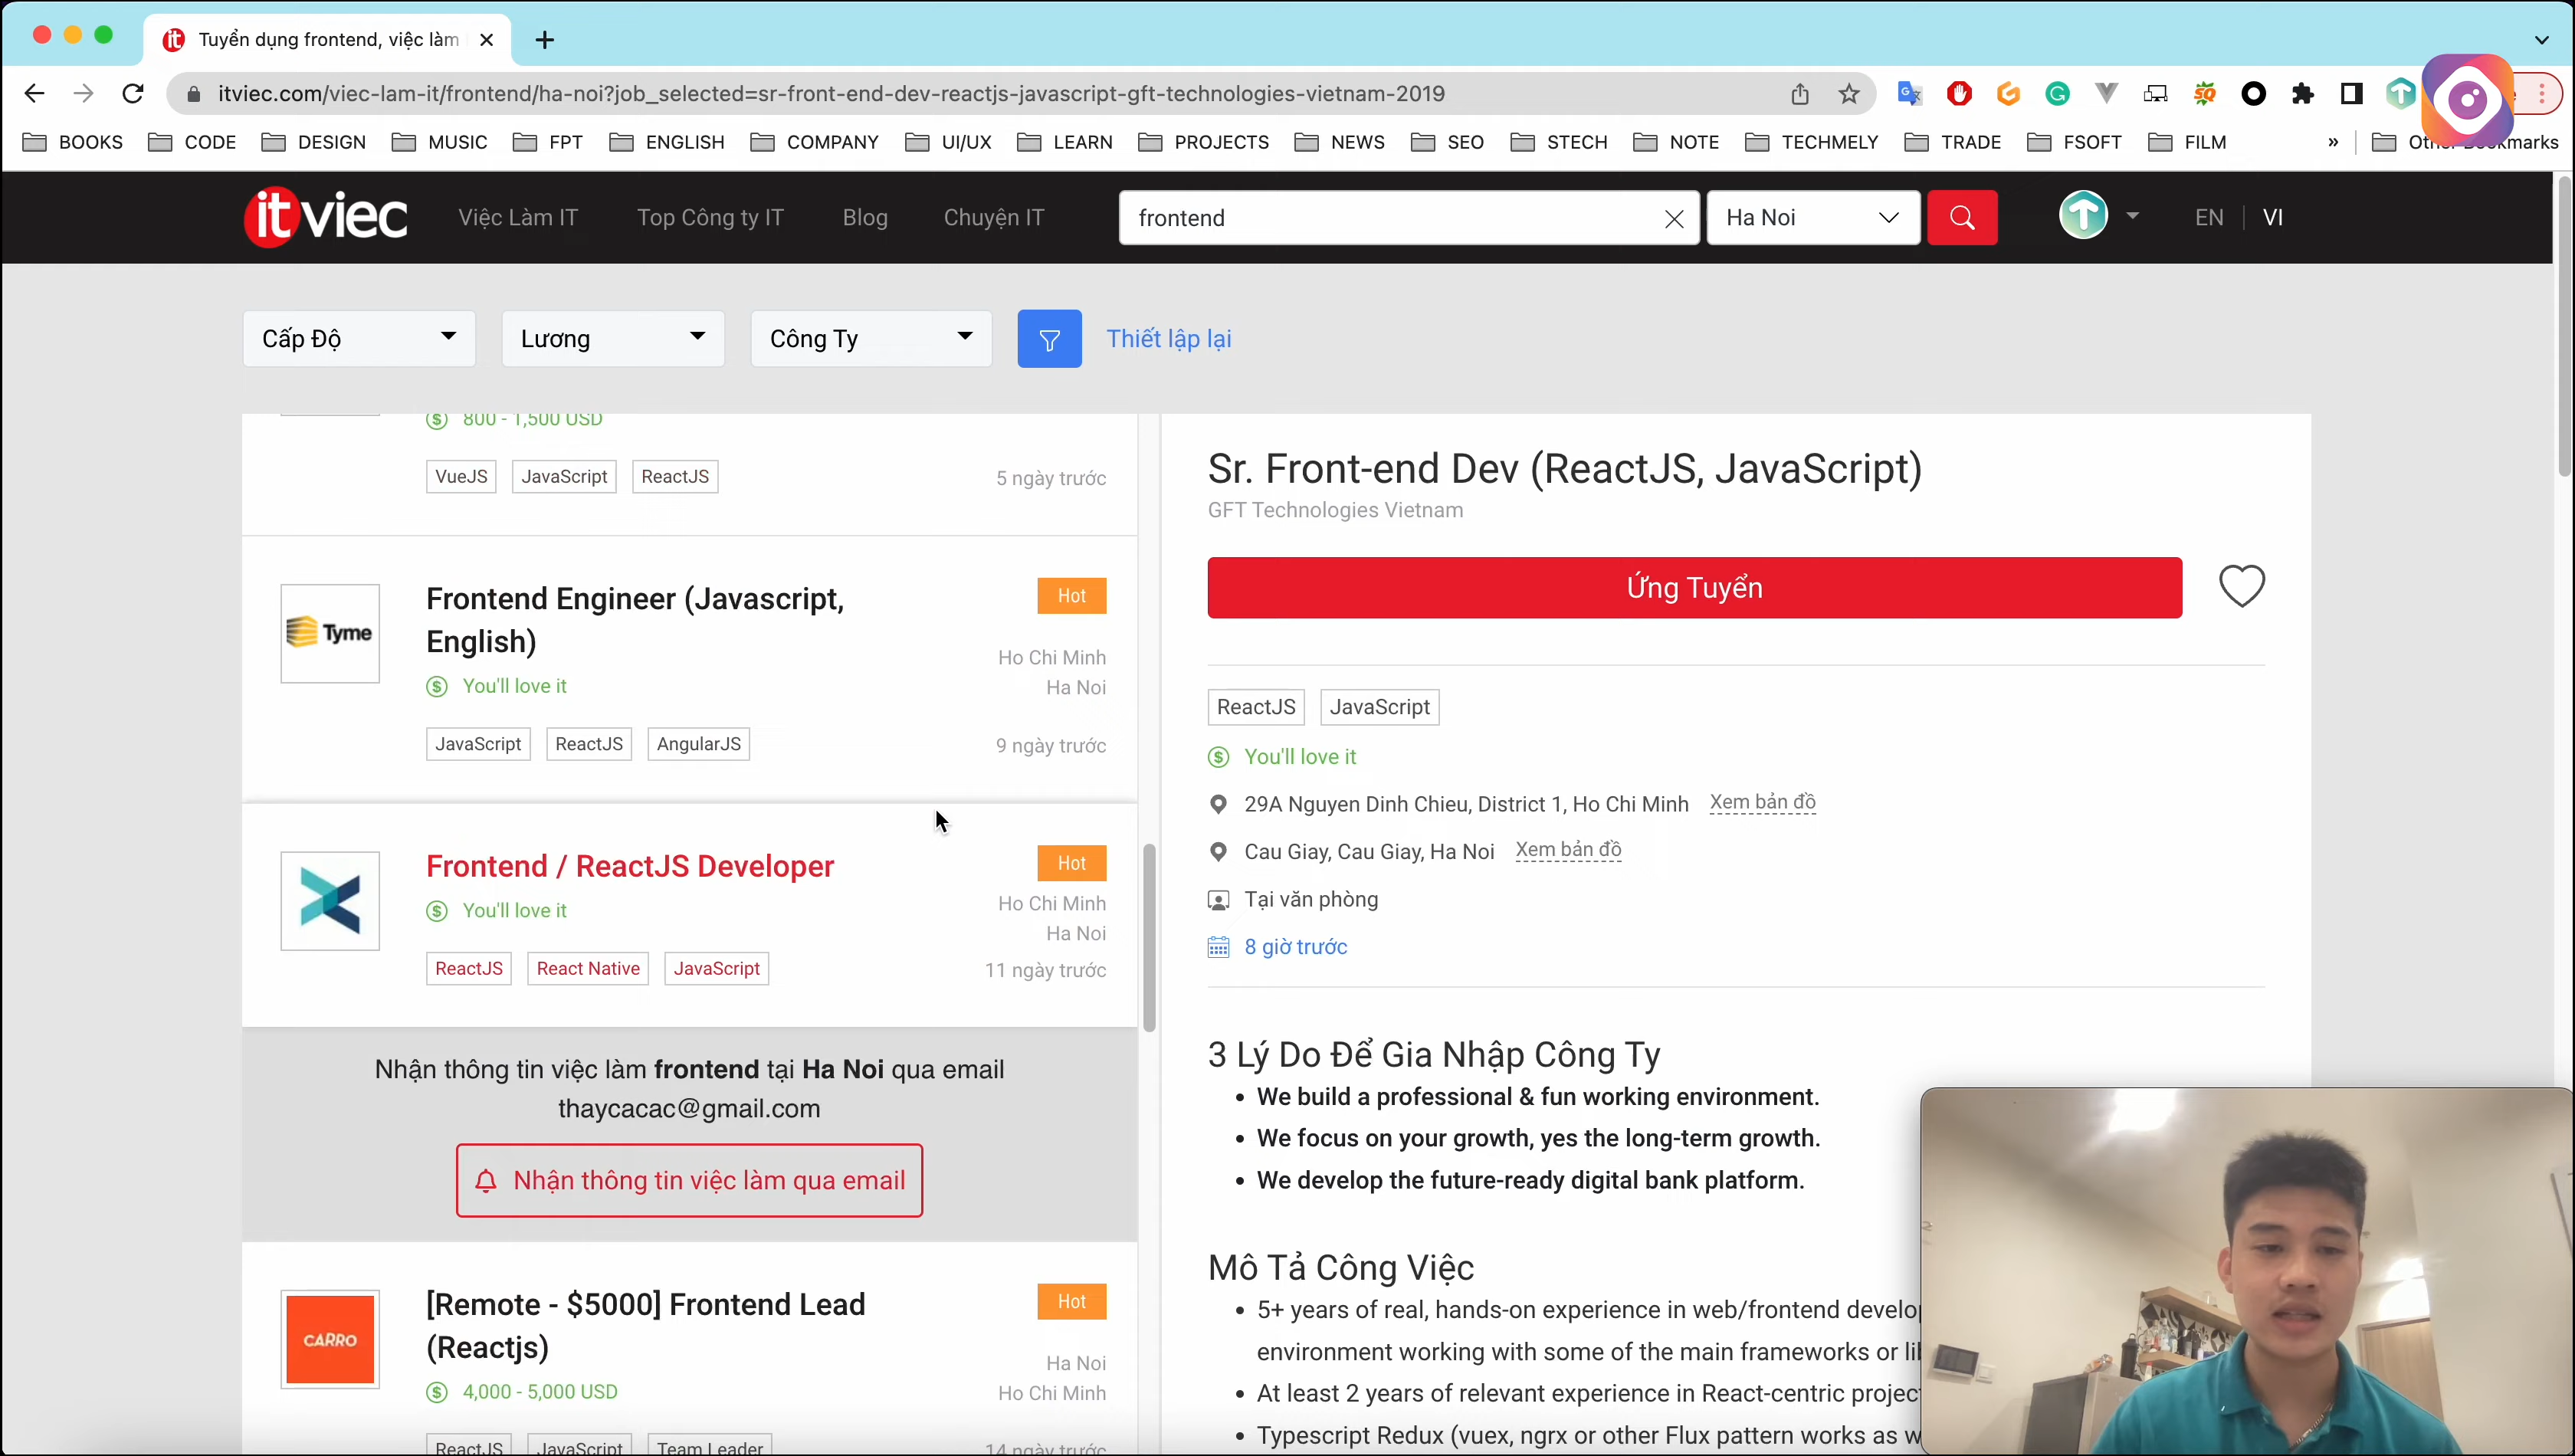 Tuyển dụng frontend, việc làm
itviec.com/viec-lam-it/frontend/ha-noi?job_selected=sr-front-end-dev-reactjs-javascript-gft-technologies-vietnam-2019
BOOKS CODE DESIGN MUSIC FPT ENGLISH COMPANY UI/UX LEARN PROJECTS NEWS SEO STECH NOTE TECHMELY TRADE FSOFT FILM »
itviec Việc Làm IT Top Công ty IT Blog Chuyện IT frontend Ha Noi EN VI
Cấp Độ Lương Công Ty Thiết lập lại
800 - 1,500 USD
VueJS JavaScript ReactJS 5 ngày trước
Tyme
Frontend Engineer (Javascript,
English)
Hot
You'll love it
Ho Chi Minh
Ha Noi
JavaScript ReactJS AngularJS 9 ngày trước
Frontend / ReactJS Developer
Hot
You'll love it
Ho Chi Minh
Ha Noi
ReactJS React Native JavaScript 11 ngày trước
Nhận thông tin việc làm frontend tại Ha Noi qua email
thaycacac@gmail.com
Nhận thông tin việc làm qua email
CARRO
[Remote - $5000] Frontend Lead
(Reactjs)
Hot
4,000 - 5,000 USD
Ha Noi
Ho Chi Minh
ReactJS JavaScript Team Leader 14 ngày trước
Sr. Front-end Dev (ReactJS, JavaScript)
GFT Technologies Vietnam
Ứng Tuyển
ReactJS JavaScript
You'll love it
29A Nguyen Dinh Chieu, District 1, Ho Chi Minh Xem bản đồ
Cau Giay, Cau Giay, Ha Noi Xem bản đồ
Tại văn phòng
8 giờ trước
3 Lý Do Để Gia Nhập Công Ty
• We build a professional & fun working environment.
• We focus on your growth, yes the long-term growth.
• We develop the future-ready digital bank platform.
Mô Tả Công Việc
• 5+ years of real, hands-on experience in web/frontend
environment working with some of the main frameworks or
• At least 2 years of relevant experience in React-centric
• Typescript Redux (vuex, ngrx or other Flux pattern works as